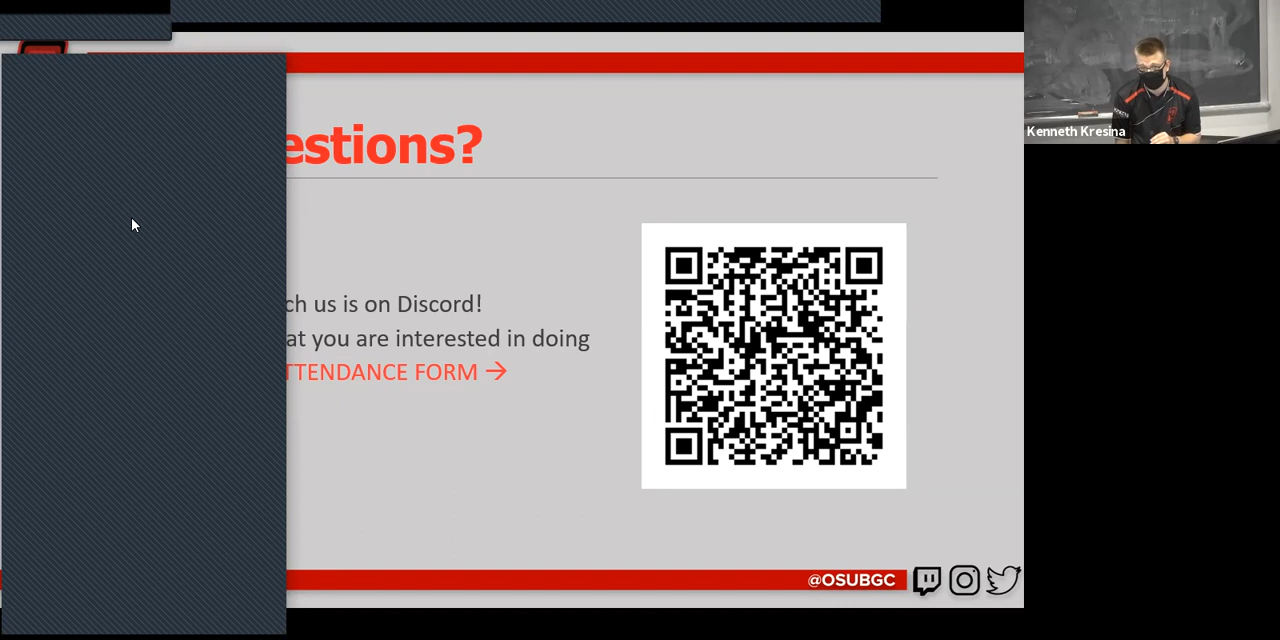 estions?
Kenneth Kresina
ch us is on Discord!
at you are interested in doing
TTENDANCE FORM →
@OSUBGC